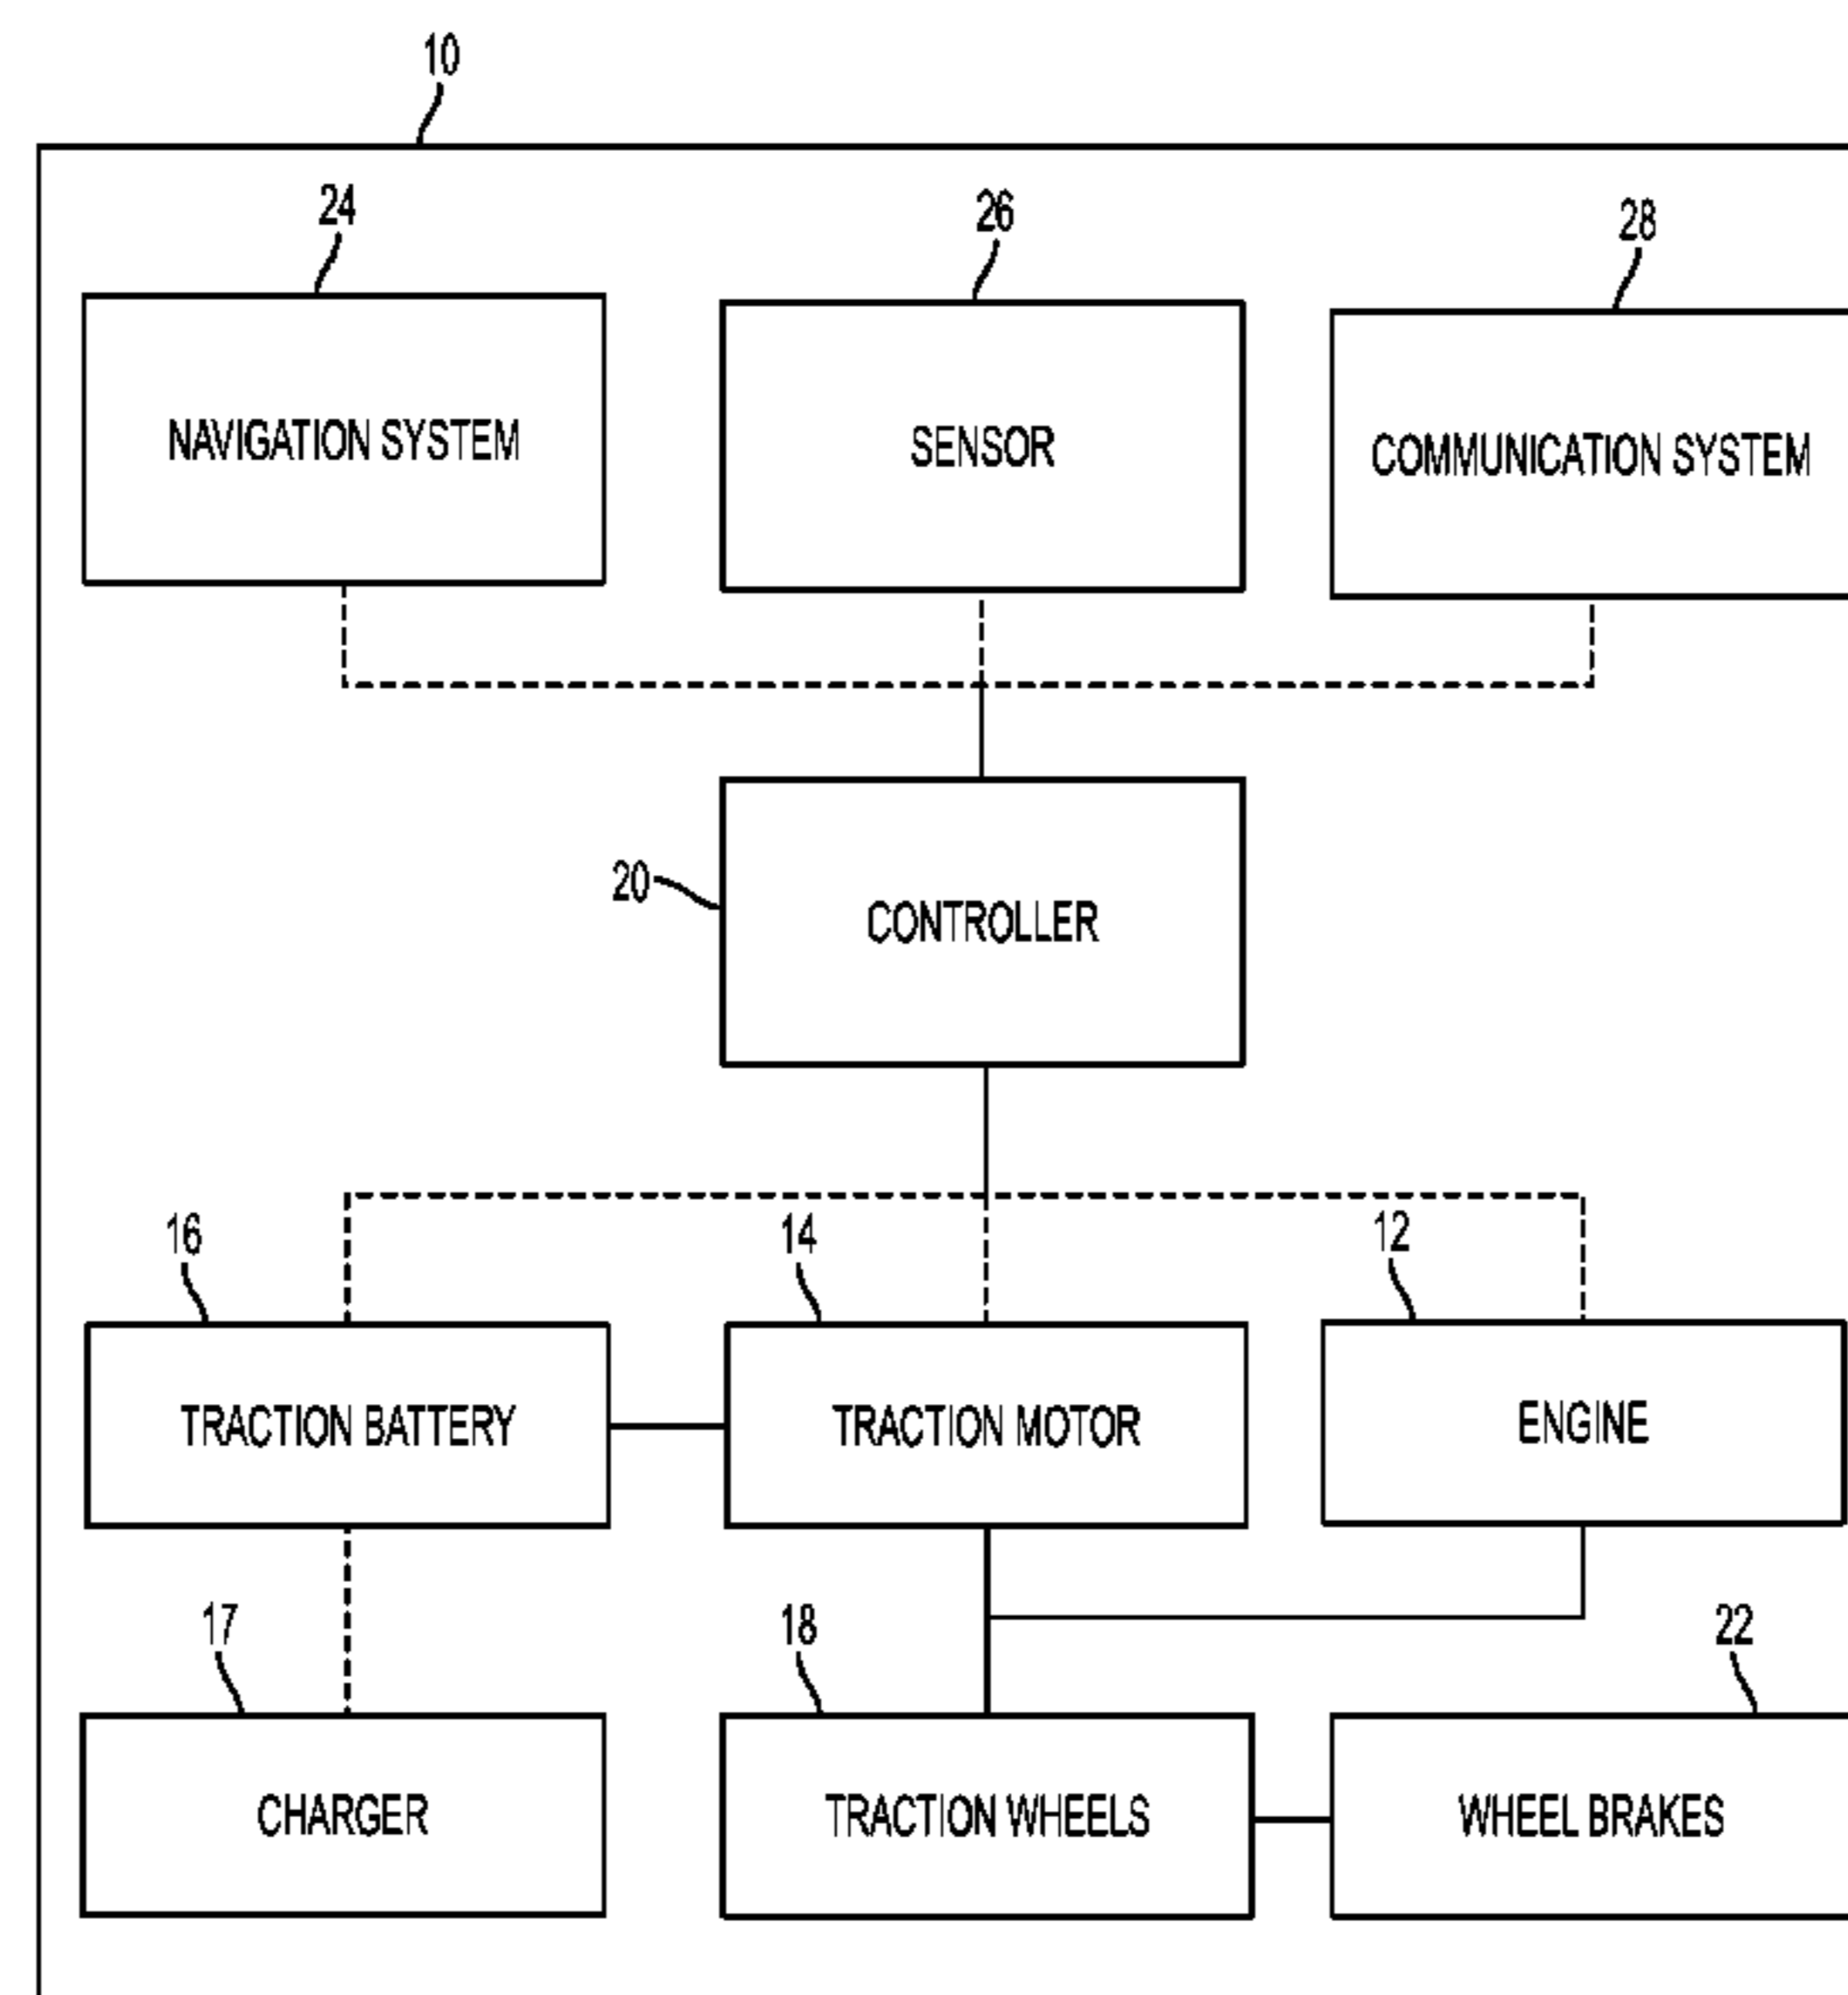 10
24
26
28
NAVIGATION SYSTEM
SENSOR
COMMUNICATION SYSTEM
20
CONTROLLER
16
14
12
TRACTION BATTERY
TRACTION MOTOR
ENGINE
17
18
22
CHARGER
TRACTION WHEELS
WHEEL BRAKES